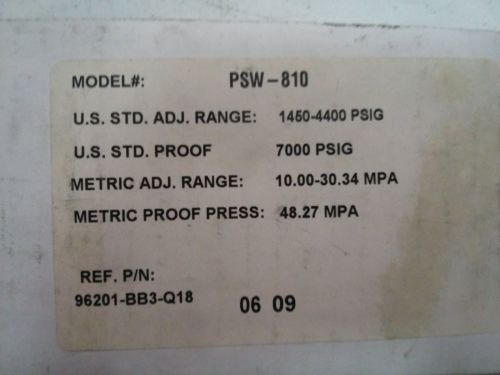 MODEL#: PSW-810
U.S. STD. ADJ. RANGE: 1450-4400 PSIG
U.S. STD. PROOF 7000 PSIG
METRIC ADJ. RANGE: 10.00-30.34 MPA
METRIC PROOF PRESS: 48.27 MPA
REF. P/N:
96201-BB3-Q18
06 09